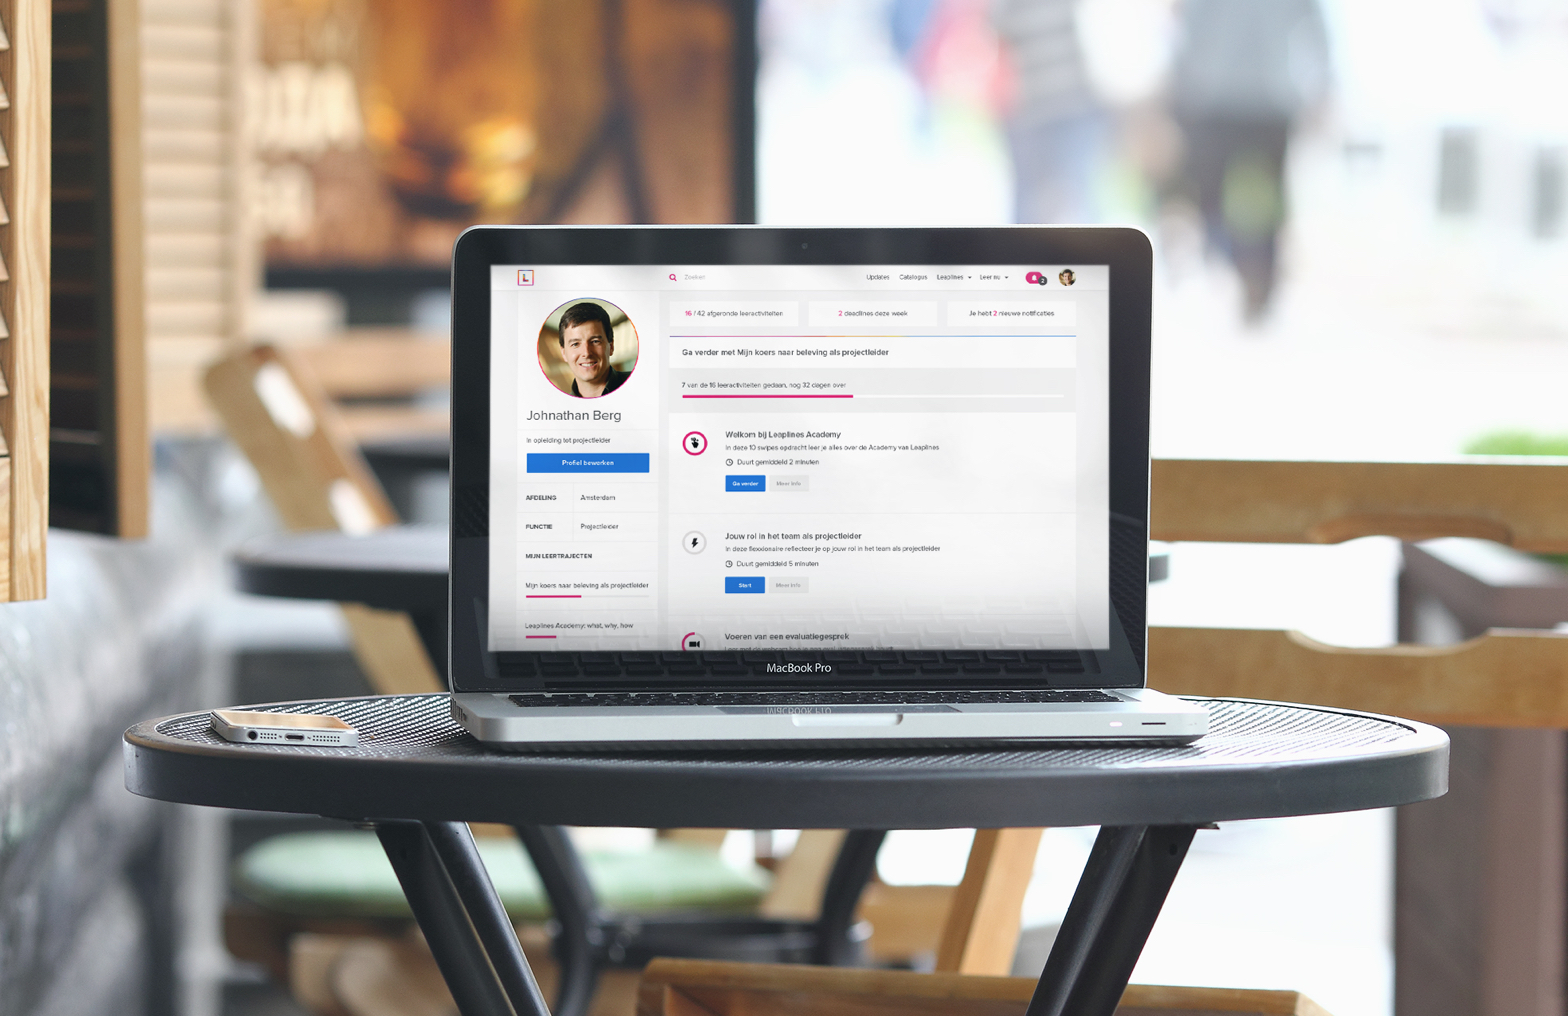 L
Zoeken
Updates Catalogus Leaplines Leer nu
2
16 / 42 afgeronde leeractiviteiten
2 deadlines deze week
Je hebt 2 nieuwe notificaties
Johnathan Berg
In opleiding tot projectleider
Profiel bewerken
AFDELING Amsterdam
FUNCTIE Projectleider
MIJN LEERTRAJECTEN
Mijn koers naar beleving als projectleider
Leaplines Academy: what, why, how
Ga verder met Mijn koers naar beleving als projectleider
7 van de 16 leeractiviteiten gedaan, nog 32 dagen over
Welkom bij Leaplines Academy
In deze 10 swipes opdracht leer je alles over de Academy van Leaplines
Duurt gemiddeld 2 minuten
Ga verder Meer info
Jouw rol in het team als projectleider
In deze flexxionaire reflecteer je op jouw rol in het team als projectleider
Duurt gemiddeld 5 minuten
Start Meer info
Voeren van een evaluatiegesprek
MacBook Pro